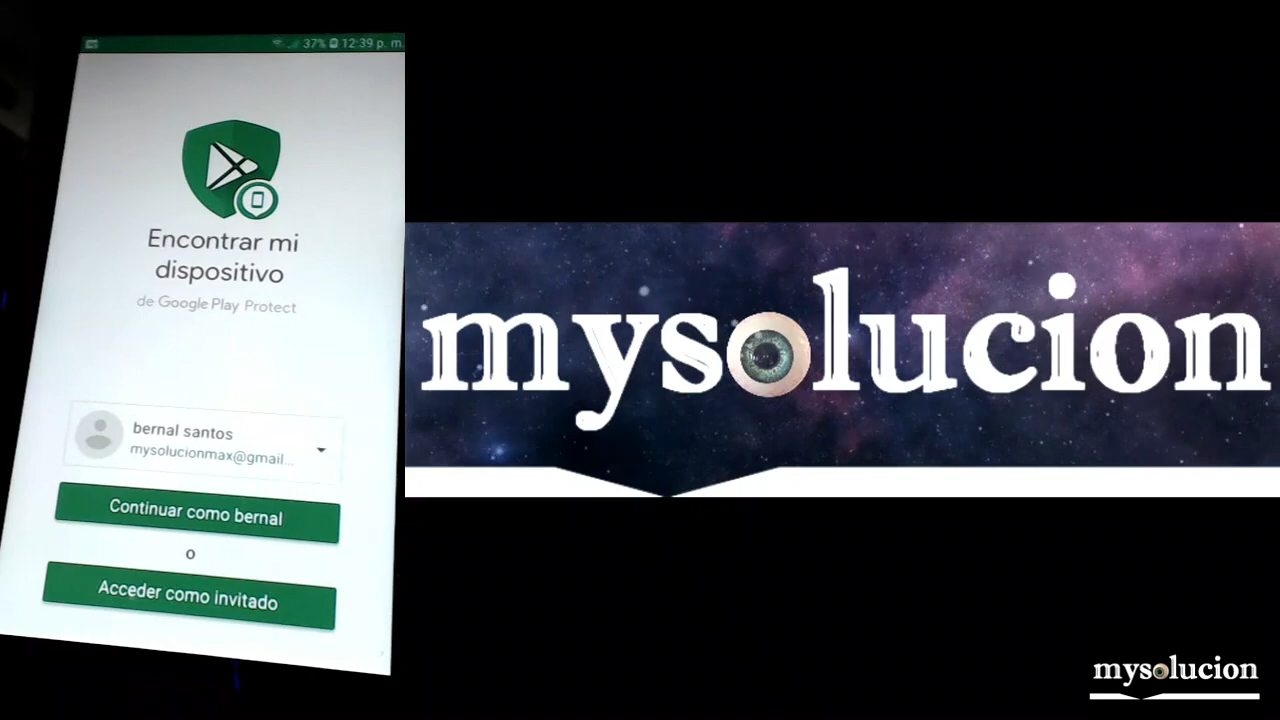 37% 12:39 p. m.
Encontrar mi
dispositivo
de Google Play Protect
bernal santos
mysolucionmax@gmail...
Continuar como bernal
o
Acceder como invitado
mysolucion
mysolucion